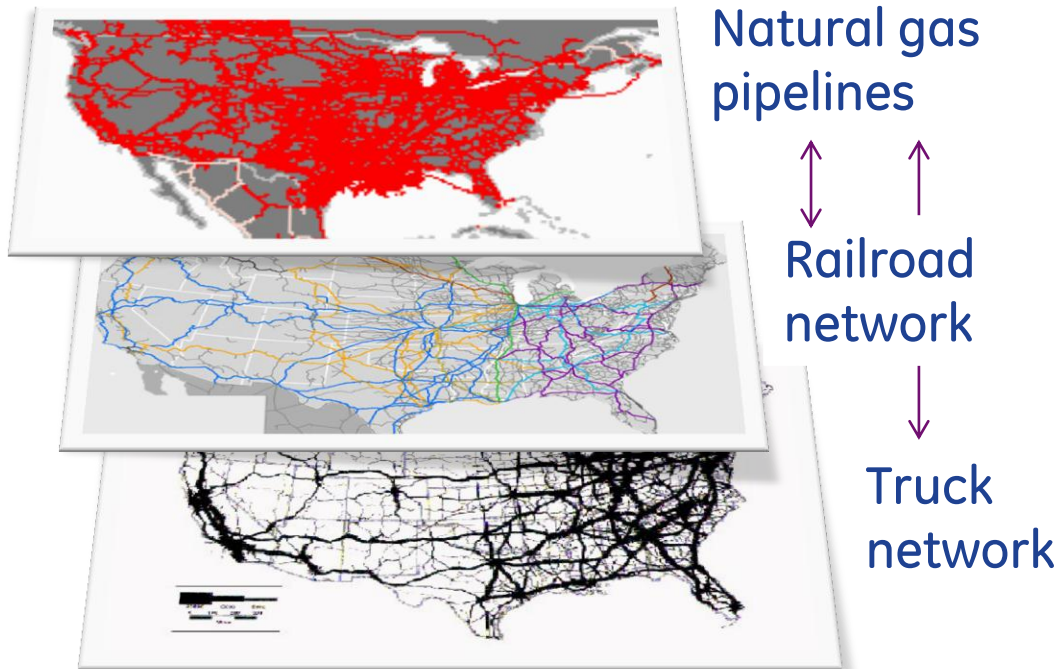 Natural gas
pipelines
Railroad
network
Truck
network